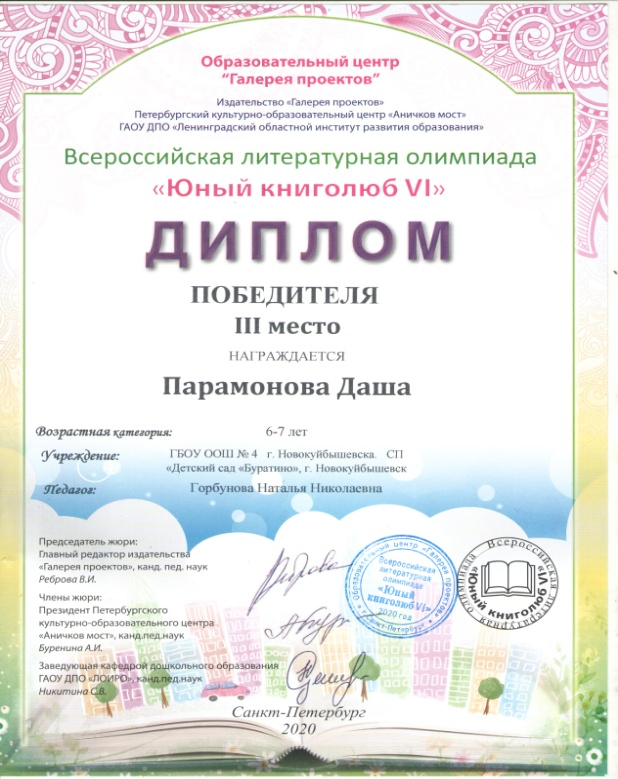 Образовательный центр
"Галерея проектов"
Издательство «Галерея проектов»
Петербургский культурно-образовательный центр «Аничков мост»
ГАОУ ДПО «Ленинградский областной институт развития образования»
Всероссийская литературная олимпиада
«Юный книголюб VI»
ДИПЛОМ
ПОБЕДИТЕЛЯ
III место
НАГРАЖДАЕТСЯ
Парамонова Даша
Возрастная категория: 6-7 лет
Учреждение: ГБОУ ООШ № 4 г. Новокуйбышевска. СП
«Детский сад «Буратино», г. Новокуйбышевск
Педагог: Горбунова Наталья Николаевна
Председатель жюри:
Главный редактор издательства
«Галерея проектов», канд. пед. наук
Реброва В.И.
Члены жюри:
Президент Петербургского
культурно-образовательного центра
«Аничков мост», канд.пед.наук
Буренина А.И.
Заведующая кафедрой дошкольного образования
ГАОУ ДПО «ЛОИРО», канд.пед.наук
Никитина С.В.
Образовательный центр «Галерея проектов»
Санкт-Петербург
Всероссийская
литературная
олимпиада
«Юный
книголюб VI»
2020 год
Всероссийская литературная олимпиада
«Юный книголюб VI»
Санкт-Петербург
2020